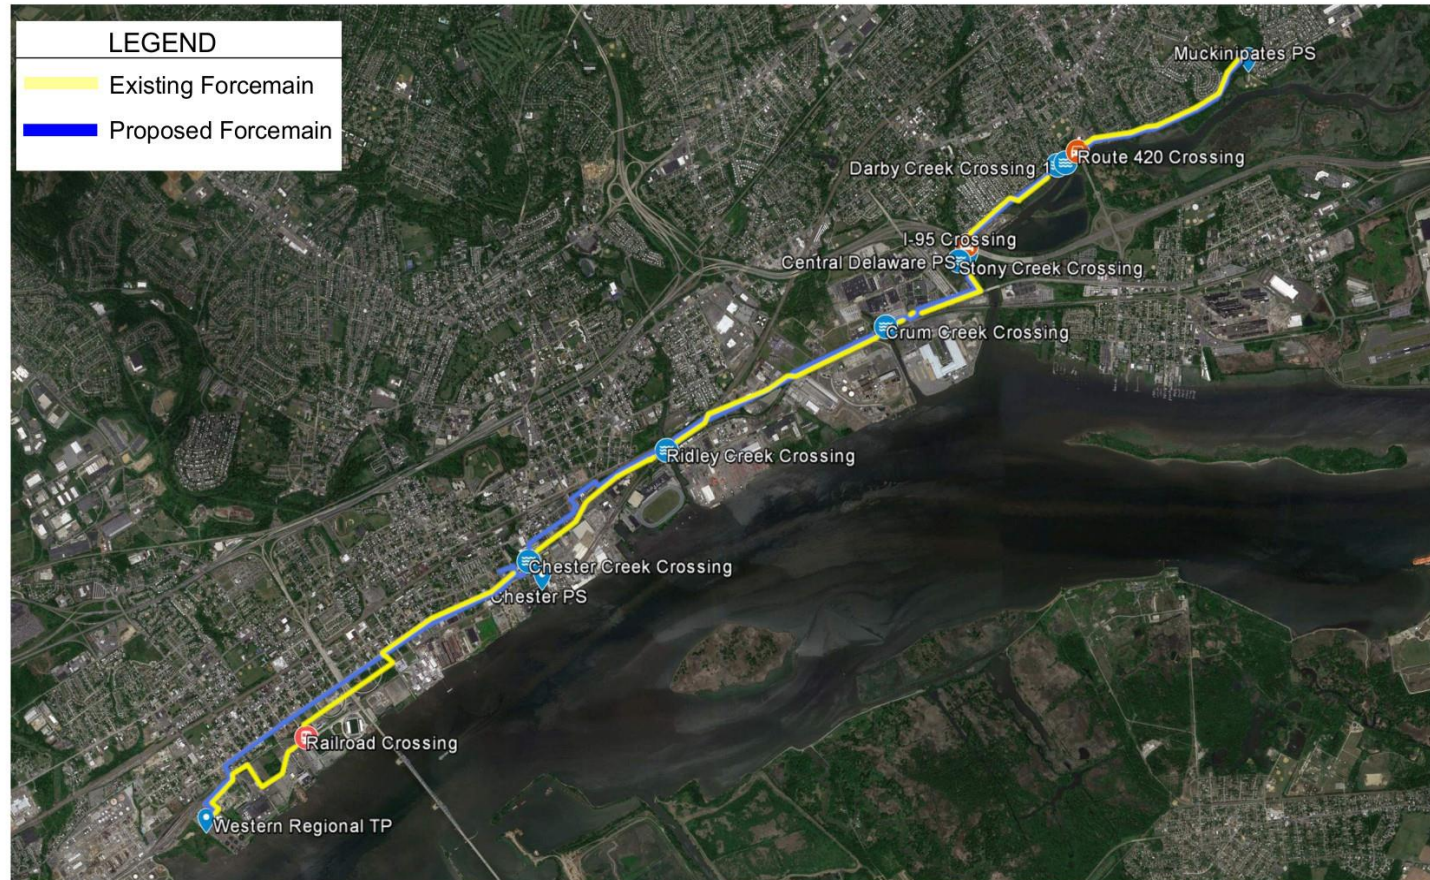 LEGEND
Existing Forcemain
Proposed Forcemain
Muckinipates PS
Route 420 Crossing
Darby Creek Crossing 1
I-95 Crossing
Central Delaware PS
Stony Creek Crossing
Crum Creek Crossing
Ridley Creek Crossing
Chester Creek Crossing
Chester PS
Railroad Crossing
Western Regional TP